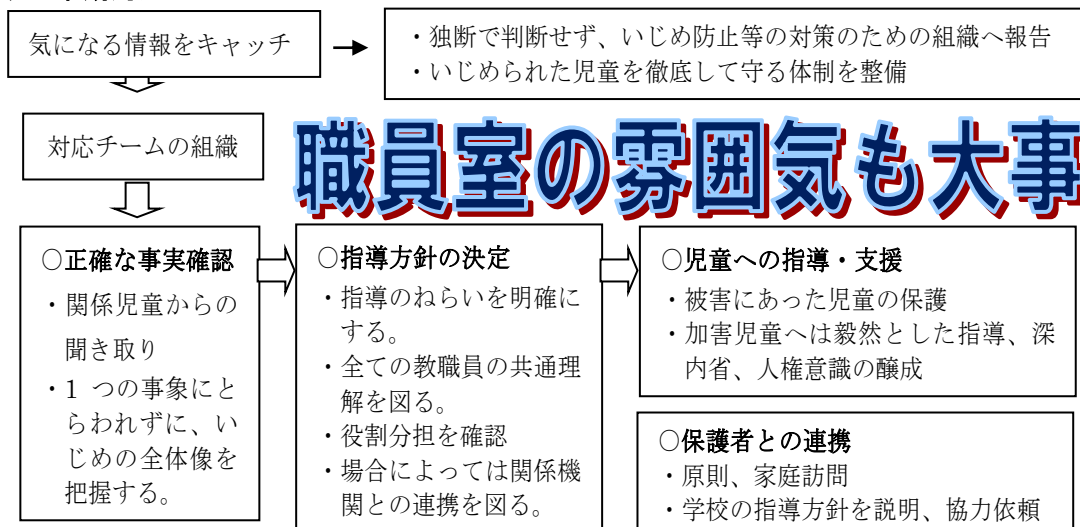 気になる情報をキャッチ
・独断で判断せず、いじめ防止等の対策のための組織へ報告
・いじめられた児童を徹底して守る体制を整備
対応チームの組織
職員室の雰囲気も大事
○正確な事実確認
・関係児童からの
聞き取り
・1 つの事象にと
らわれずに、い
じめの全体像を
把握する。
○指導方針の決定
・指導のねらいを明確に
する。
・全ての教職員の共通理
解を図る。
・役割分担を確認
・場合によっては関係機
関との連携を図る。
○児童への指導・支援
・被害にあった児童の保護
・加害児童へは毅然とした指導、深
内省、人権意識の醸成
○保護者との連携
・原則、家庭訪問
・学校の指導方針を説明、協力依頼